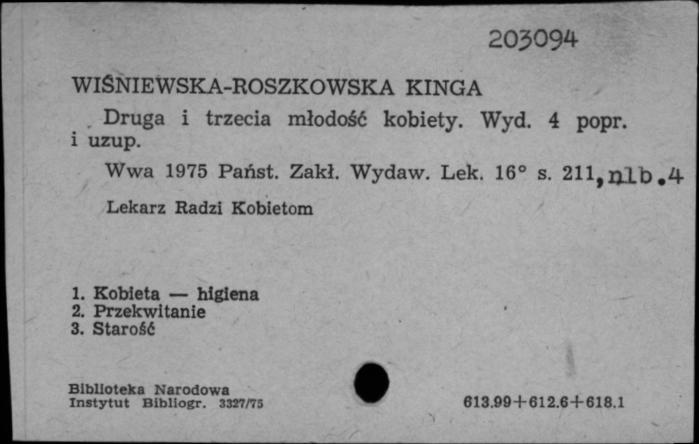 203094
WIŚNIEWSKA-ROSZKOWSKA KINGA
Druga i trzecia młodość kobiety. Wyd. 4 popr.
i uzup.
Wwa 1975 Państ. Zakł. Wydaw. Lek. 16° s. 211, nlb.4
Lekarz Radzi Kobietom
1. Kobieta — higiena
2. Przekwitanie
3. Starość
Biblioteka Narodowa
Instytut Bibliogr. 3327/75
613.99+612.6+618.1